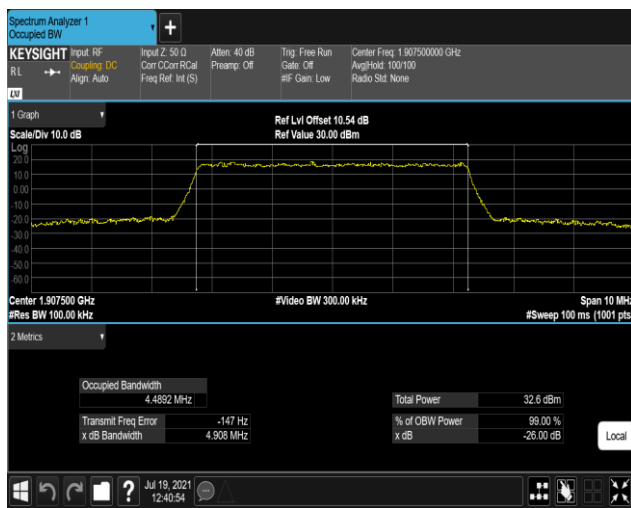 Spectrum Analyzer 1
Occupied BW
+
KEYSIGHT Input: RF Input Z: 50 Ω Atten: 40 dB Trig: Free Run Center Freq: 1.907500000 GHz
RL Coupling: DC Corr CCorr RCal Preamp: Off Gate: Off Avg|Hold: 100/100
Align: Auto Freq Ref: Int (S) #IF Gain: Low Radio Std: None
LXI
1 Graph
Ref Lvl Offset 10.54 dB
Scale/Div 10.0 dB Ref Value 30.00 dBm
Log
20.0
10.0
0.00
-10.0
-20.0
-30.0
-40.0
-50.0
-60.0
Center 1.907500 GHz #Video BW 300.00 kHz Span 10 MHz
#Res BW 100.00 kHz #Sweep 100 ms (1001 pts
2 Metrics
Occupied Bandwidth
4.4892 MHz Total Power 32.6 dBm
Transmit Freq Error -147 Hz % of OBW Power 99.00 %
x dB Bandwidth 4.908 MHz x dB -26.00 dB
Local
? Jul 19, 2021
12:40:54